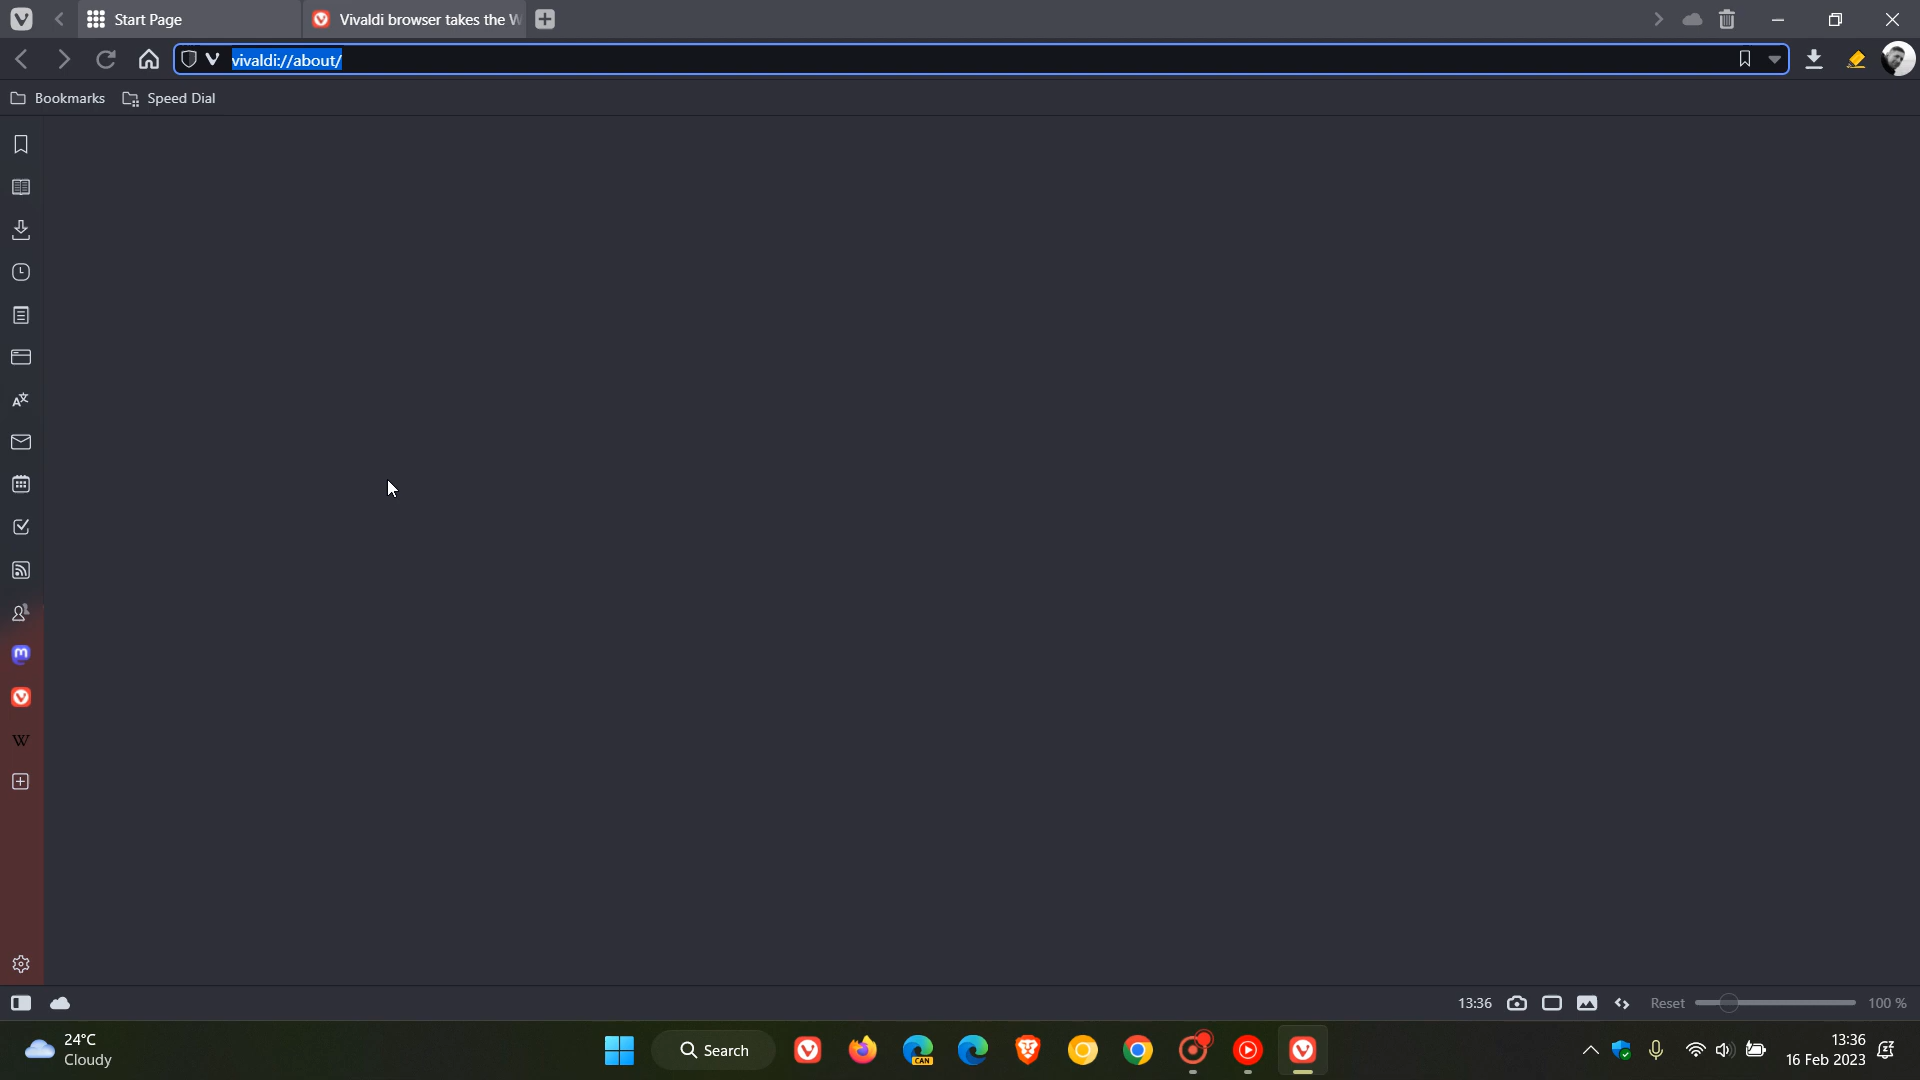 Start Page
Vivaldi browser takes the W
vivaldi://about/
Bookmarks
Speed Dial
13:36
Reset
100 %
24°C
Cloudy
Search
CAN
13:36
16 Feb 2023